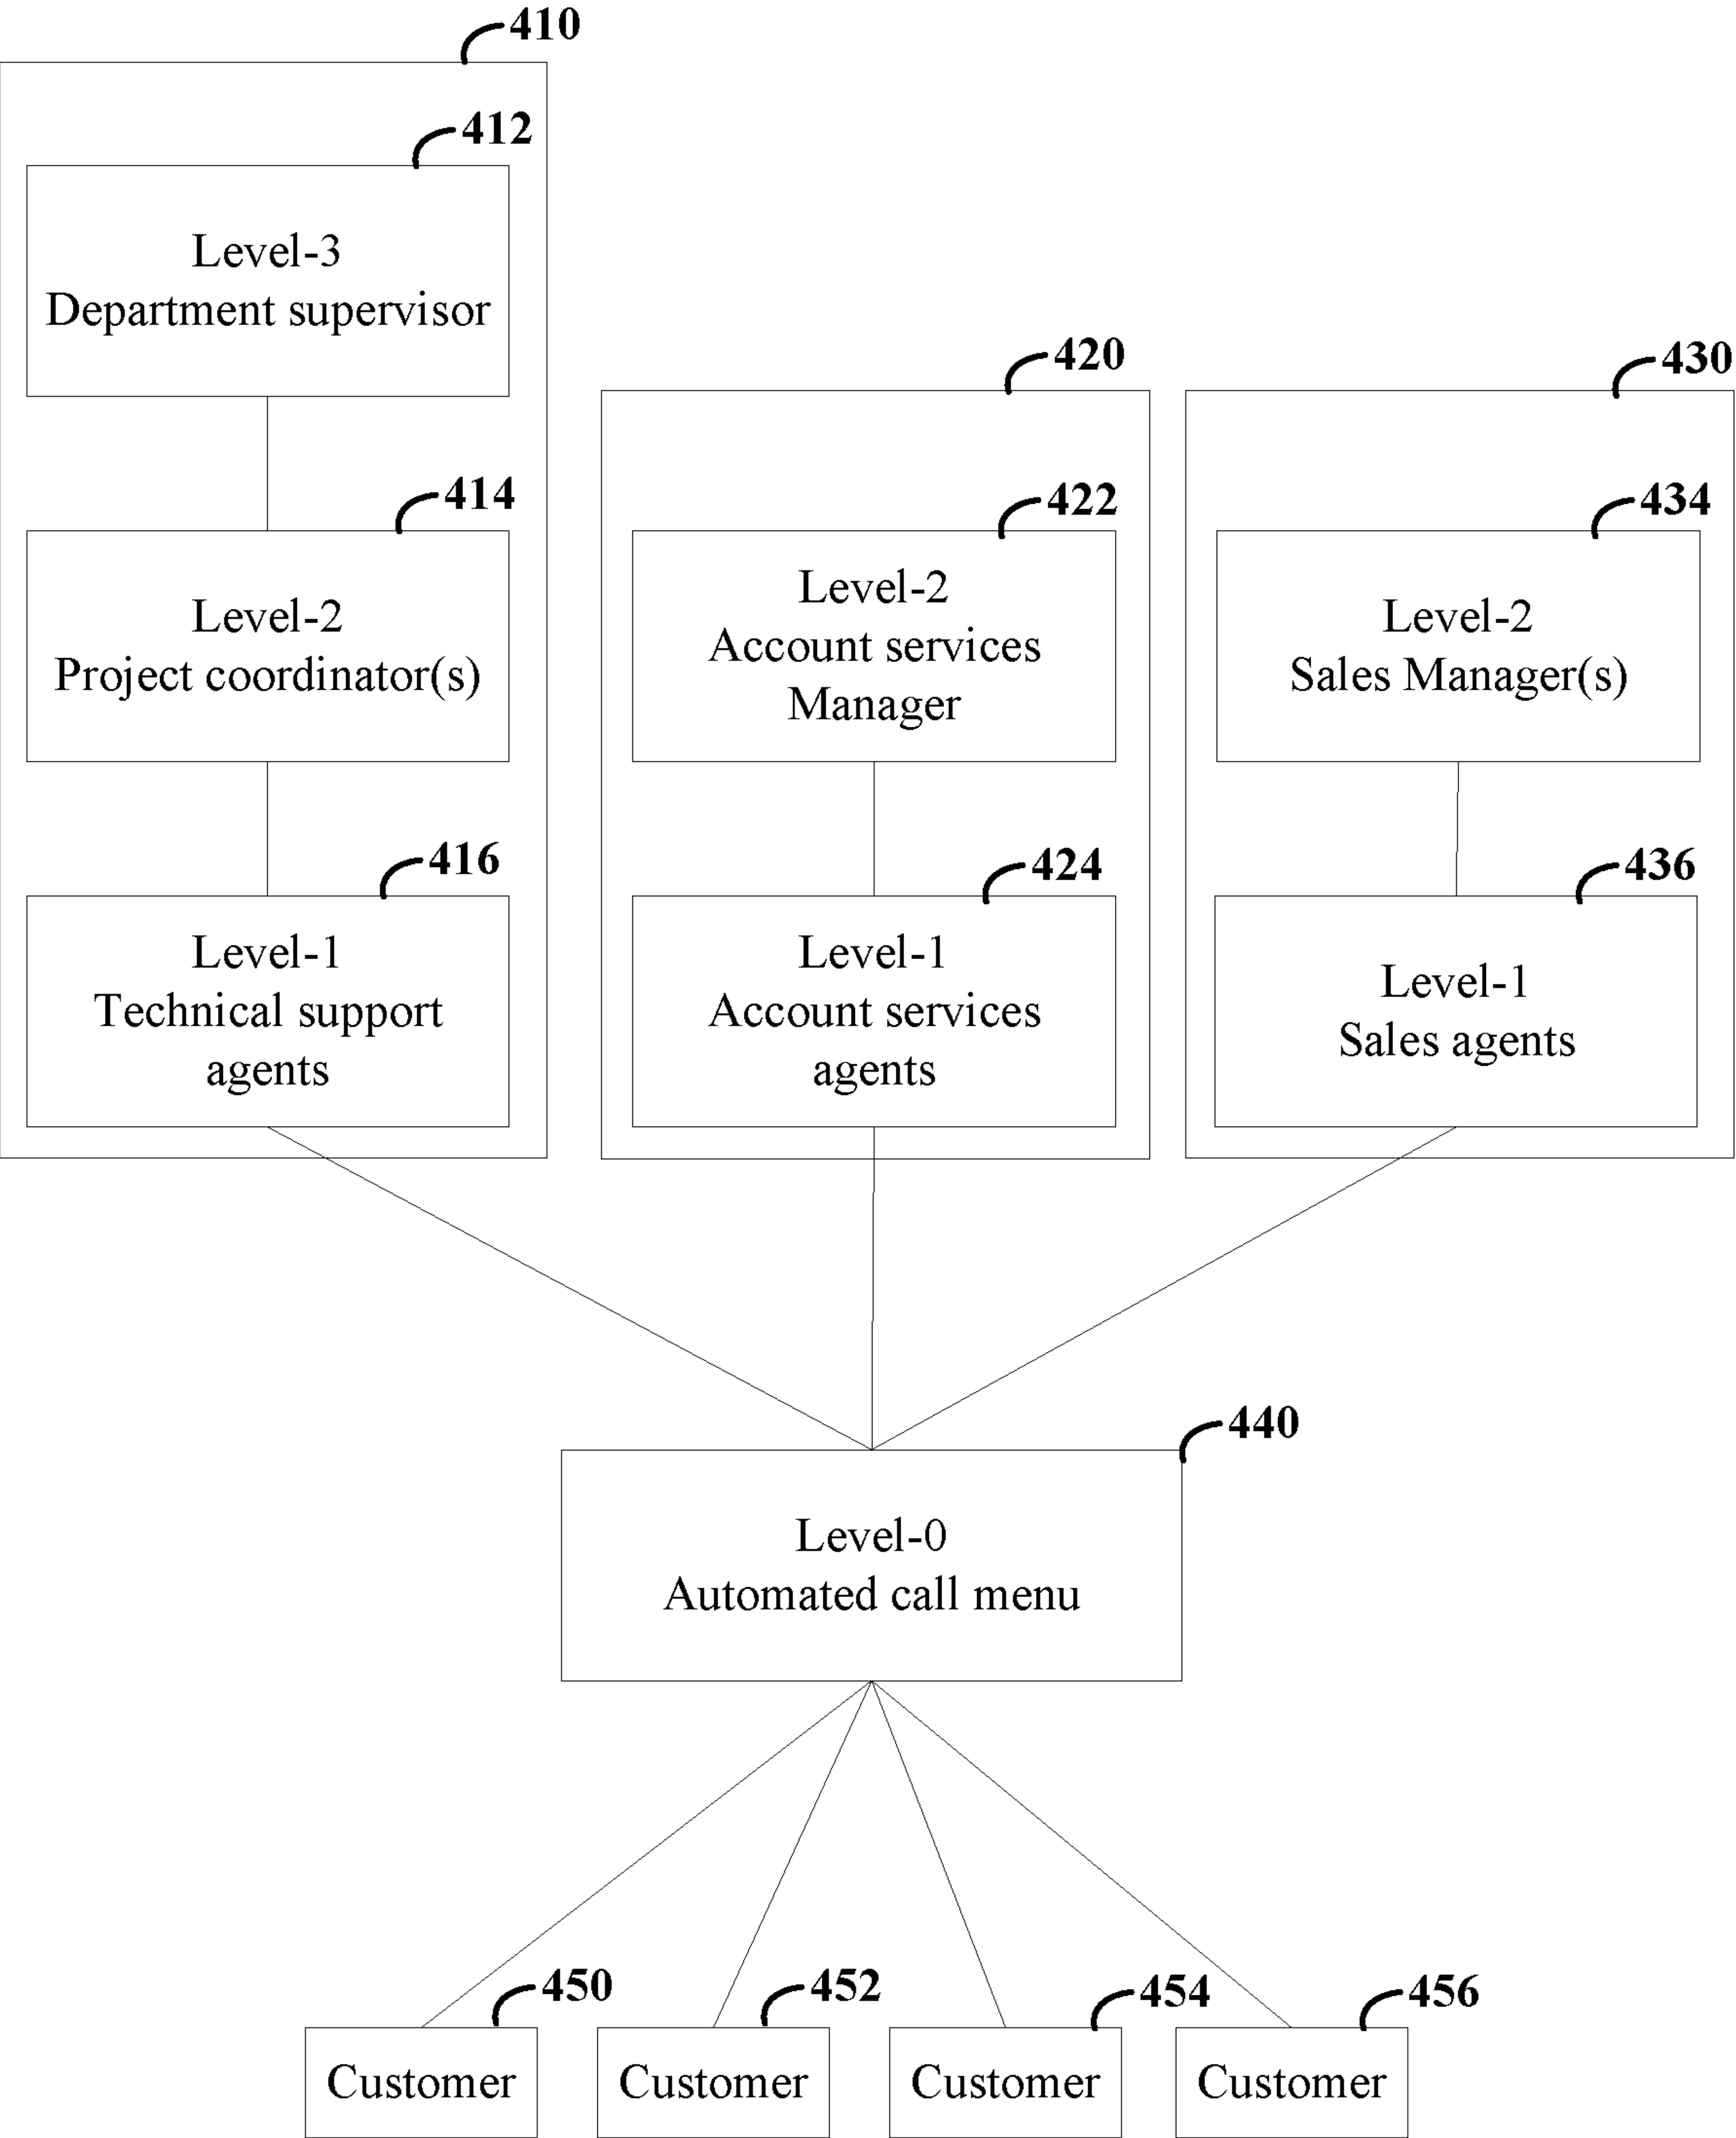 410
412
Level-3
Department supervisor
420
430
414
Level-2
Project coordinator(s)
422
Level-2
Account services
Manager
434
Level-2
Sales Manager(s)
416
Level-1
Technical support
agents
424
Level-1
Account services
agents
436
Level-1
Sales agents
440
Level-0
Automated call menu
450
452
454
456
Customer
Customer
Customer
Customer